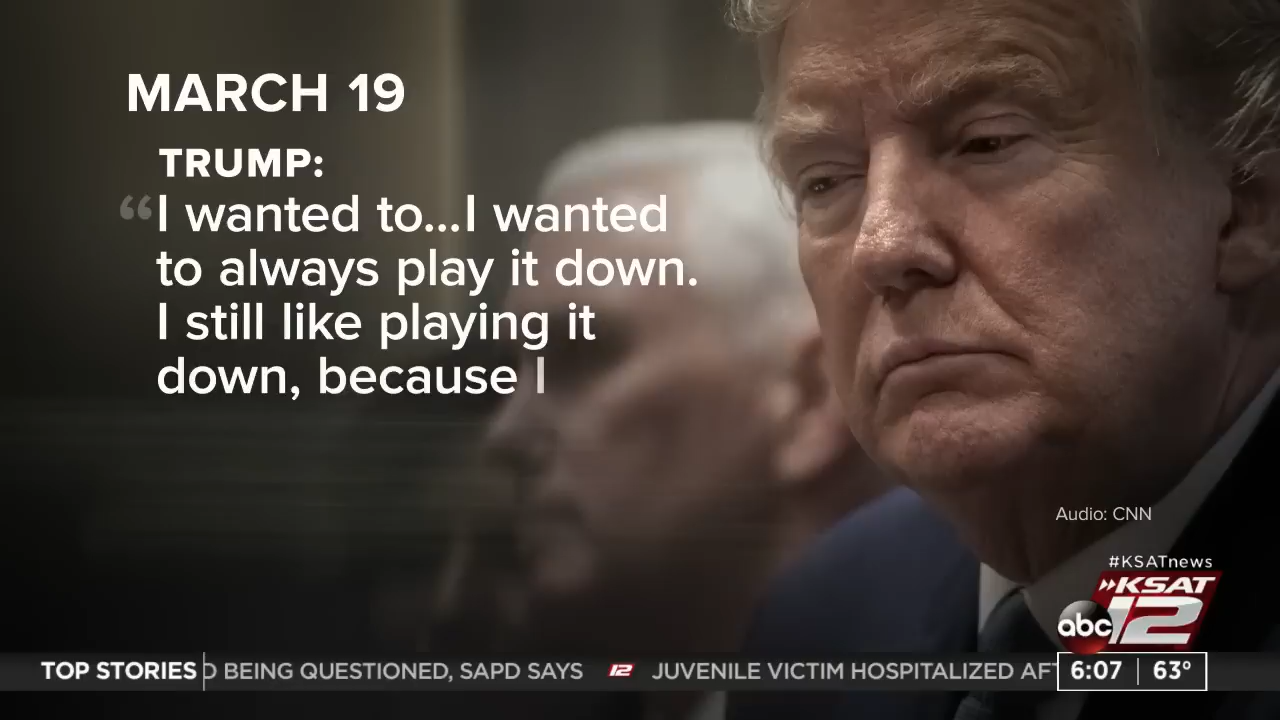 MARCH 19
TRUMP:
“I wanted to...I wanted
to always play it down.
I still like playing it
down, because I
Audio: CNN
#KSATnews
KSAT
abc 12
TOP STORIES D BEING QUESTIONED, SAPD SAYS 12 JUVENILE VICTIM HOSPITALIZED AFT 6:07 63°